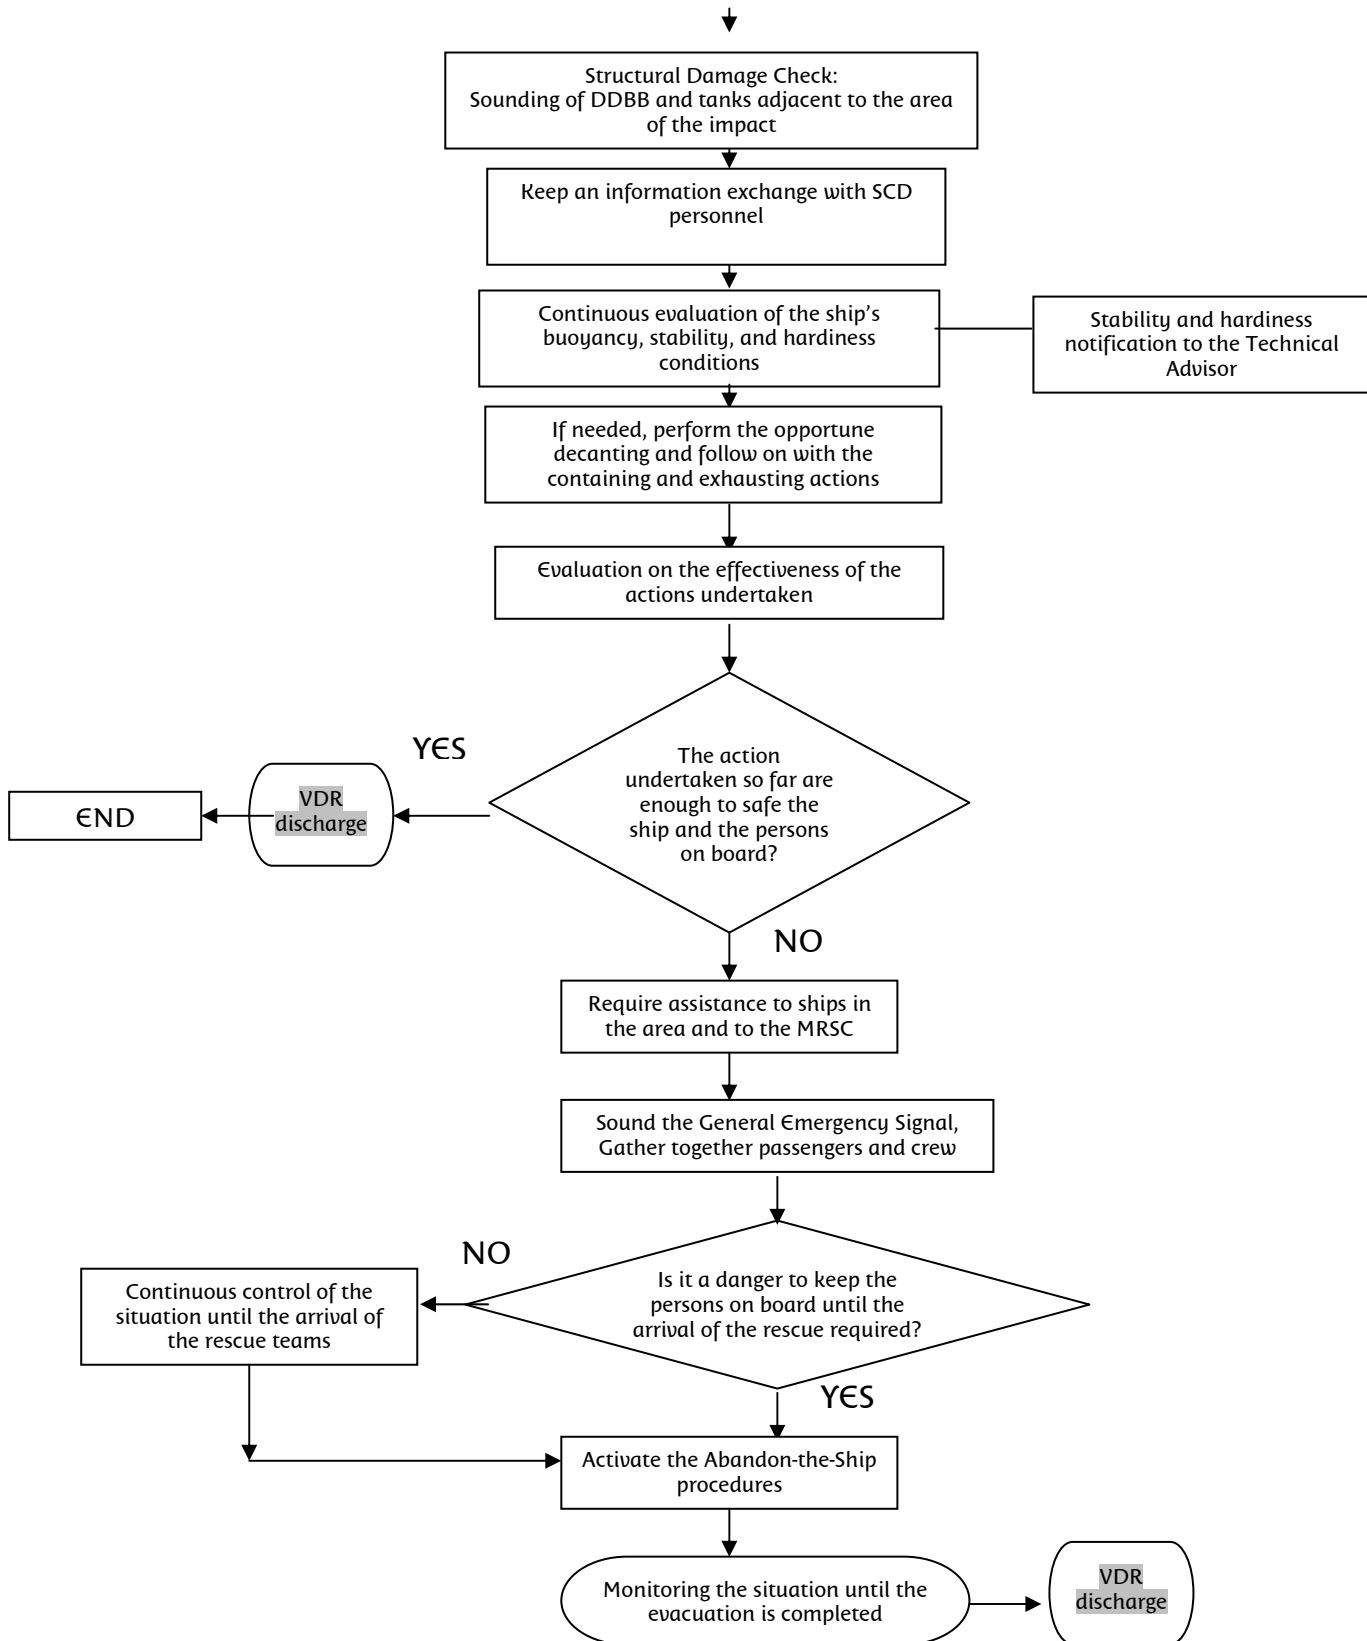 Structural Damage Check:
Sounding of DDBB and tanks adjacent to the area
of the impact
Keep an information exchange with SCD
personnel
Continuous evaluation of the ship's
buoyancy, stability, and hardiness
conditions
Stability and hardiness
notification to the Technical
Advisor
If needed, perform the opportune
decanting and follow on with the
containing and exhausting actions
Evaluation on the effectiveness of the
actions undertaken
YES
The action
undertaken so far are
enough to safe the
ship and the persons
on board?
VDR
discharge
END
NO
Require assistance to ships in
the area and to the MRSC
Sound the General Emergency Signal,
Gather together passengers and crew
NO
Is it a danger to keep the
persons on board until the
arrival of the rescue required?
Continuous control of the
situation until the arrival of
the rescue teams
YES
Activate the Abandon-the-Ship
procedures
Monitoring the situation until the
evacuation is completed
VDR
discharge